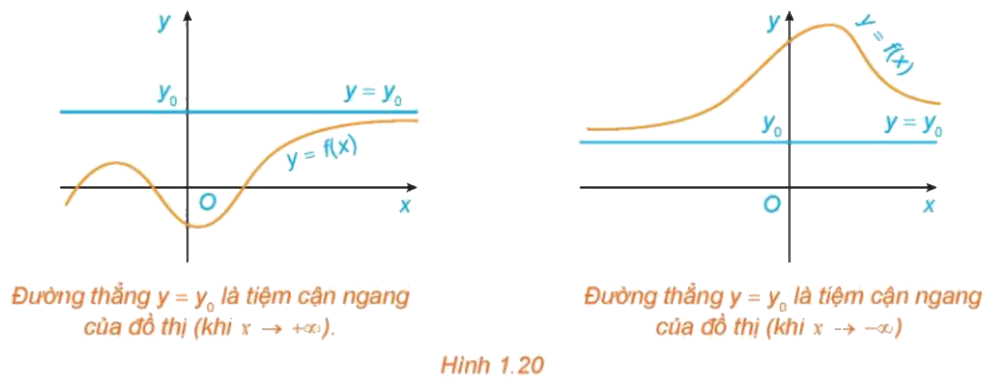 y
y₀
y = y₀
y = f(x)
O
x
Đường thẳng y = y₀ là tiệm cận ngang
của đồ thị (khi x → +∞).
y
y = f(x)
y₀
y = y₀
O
x
Đường thẳng y = y₀ là tiệm cận ngang
của đồ thị (khi x → −∞)
Hình 1.20